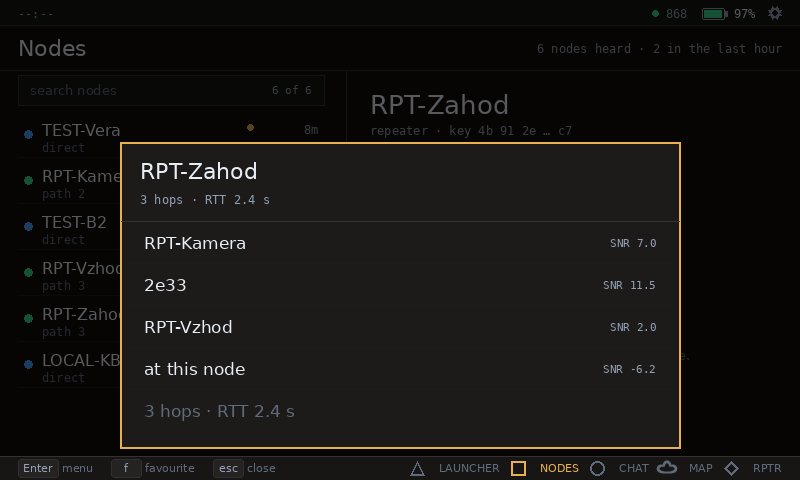 --:-- 868 97%
Nodes 6 nodes heard · 2 in the last hour
search nodes 6 of 6
RPT-Zahod
repeater · key 4b 91 2e … c7
TEST-Vera 8m
direct
RPT-Kame
path 2
TEST-B2
direct
RPT-Vzhod
path 3
RPT-Zaho
path 3
LOCAL-KB
direct
RPT-Zahod
3 hops · RTT 2.4 s
RPT-Kamera SNR 7.0
2e33 SNR 11.5
RPT-Vzhod SNR 2.0
at this node SNR -6.2
3 hops · RTT 2.4 s
Enter menu f favourite esc close LAUNCHER NODES CHAT MAP RPTR